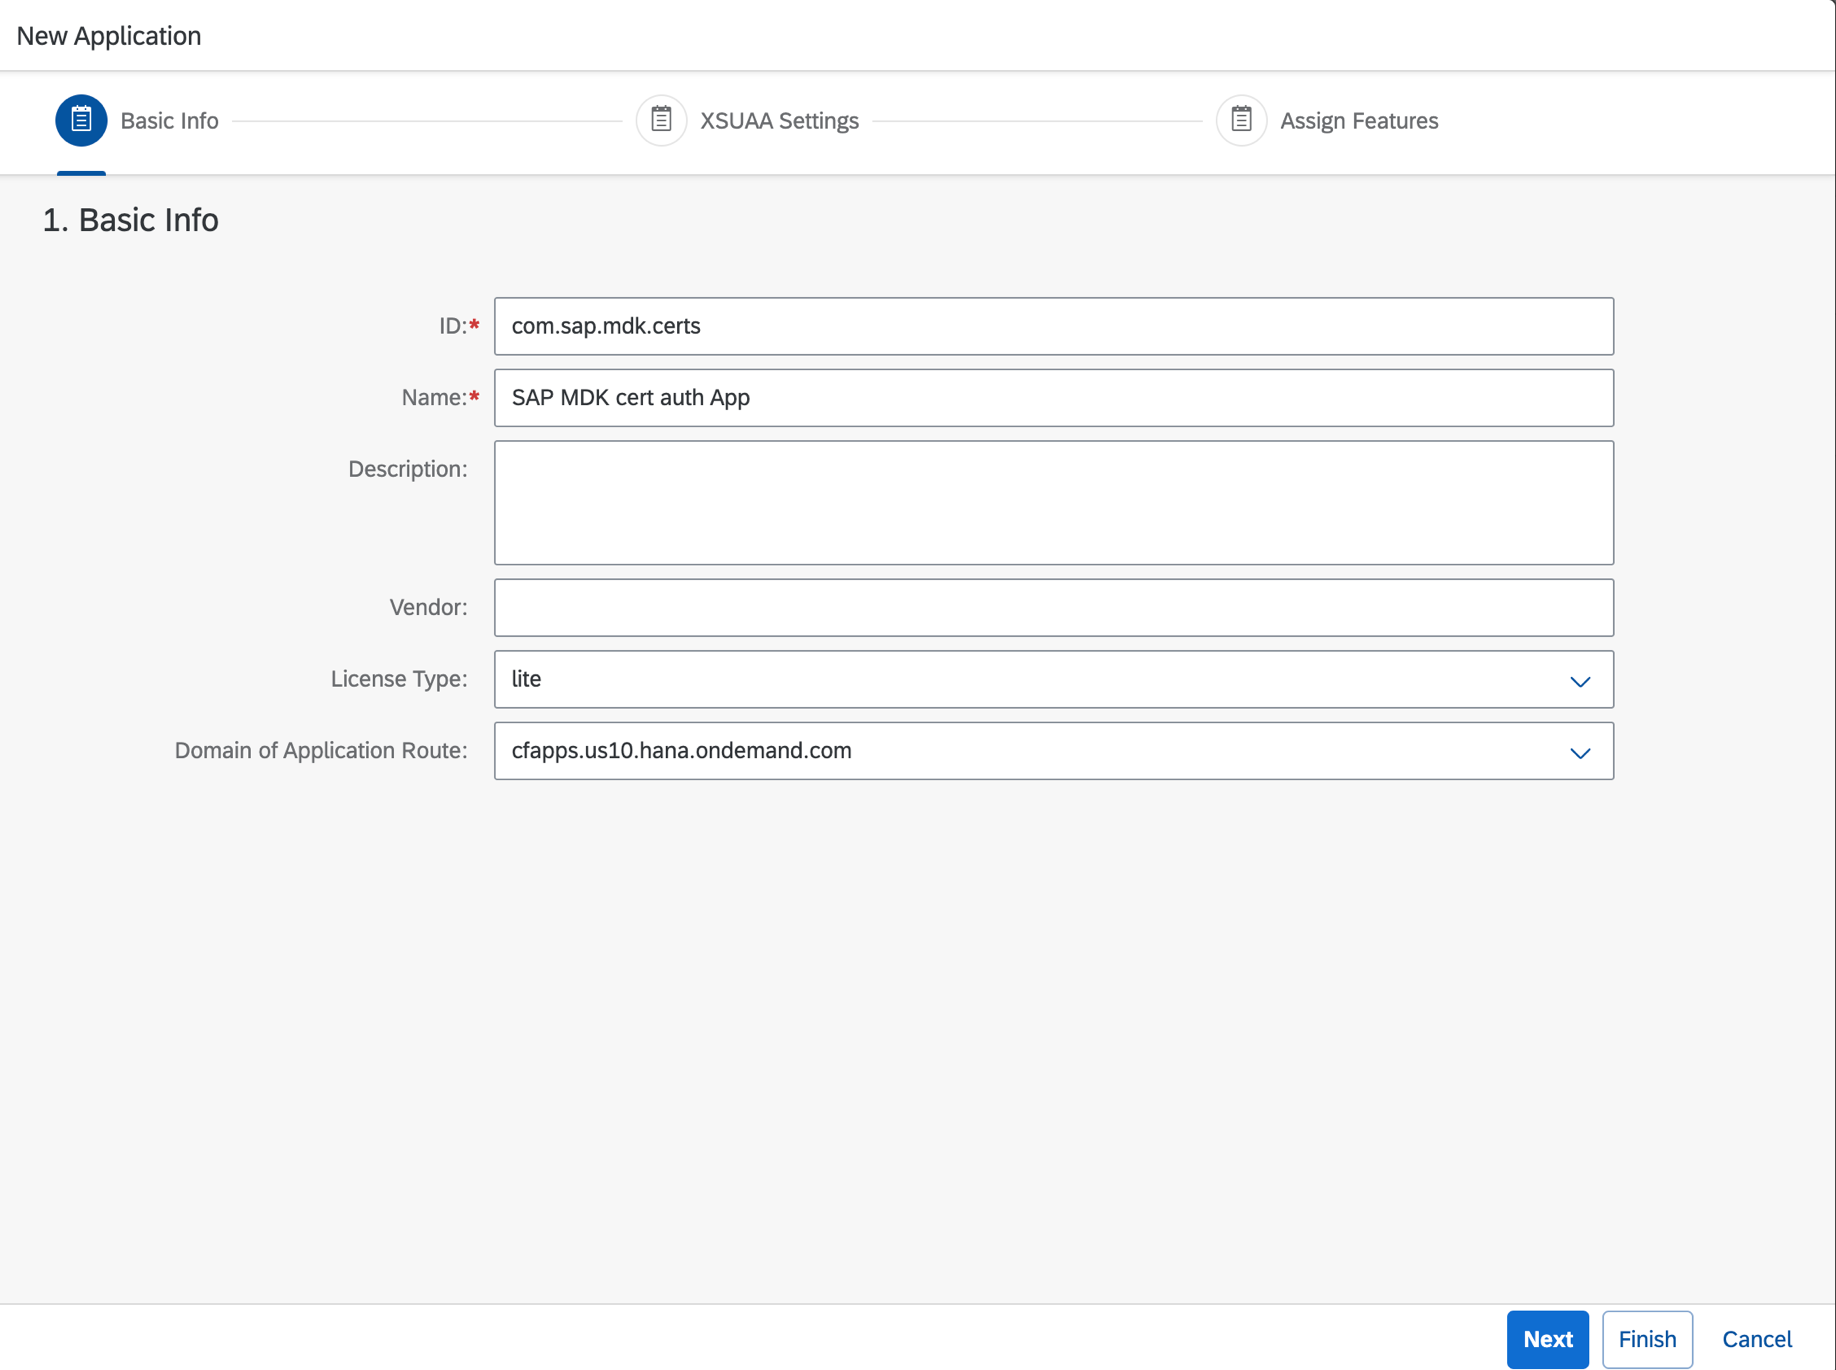 New Application
Basic Info
XSUAA Settings
Assign Features
1. Basic Info
ID:* com.sap.mdk.certs
Name:* SAP MDK cert auth App
Description:
Vendor:
License Type: lite
Domain of Application Route: cfapps.us10.hana.ondemand.com
Next Finish Cancel